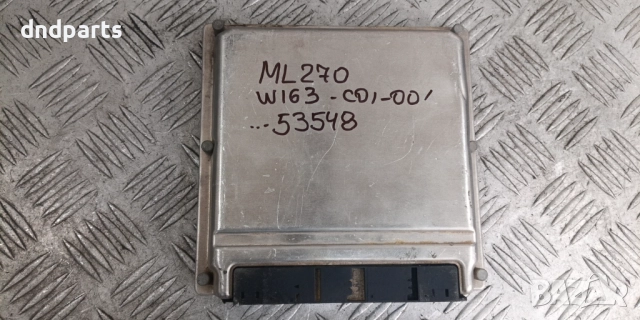 dndparts
ML270
W163-CDI-00'
...53548
BAZAR